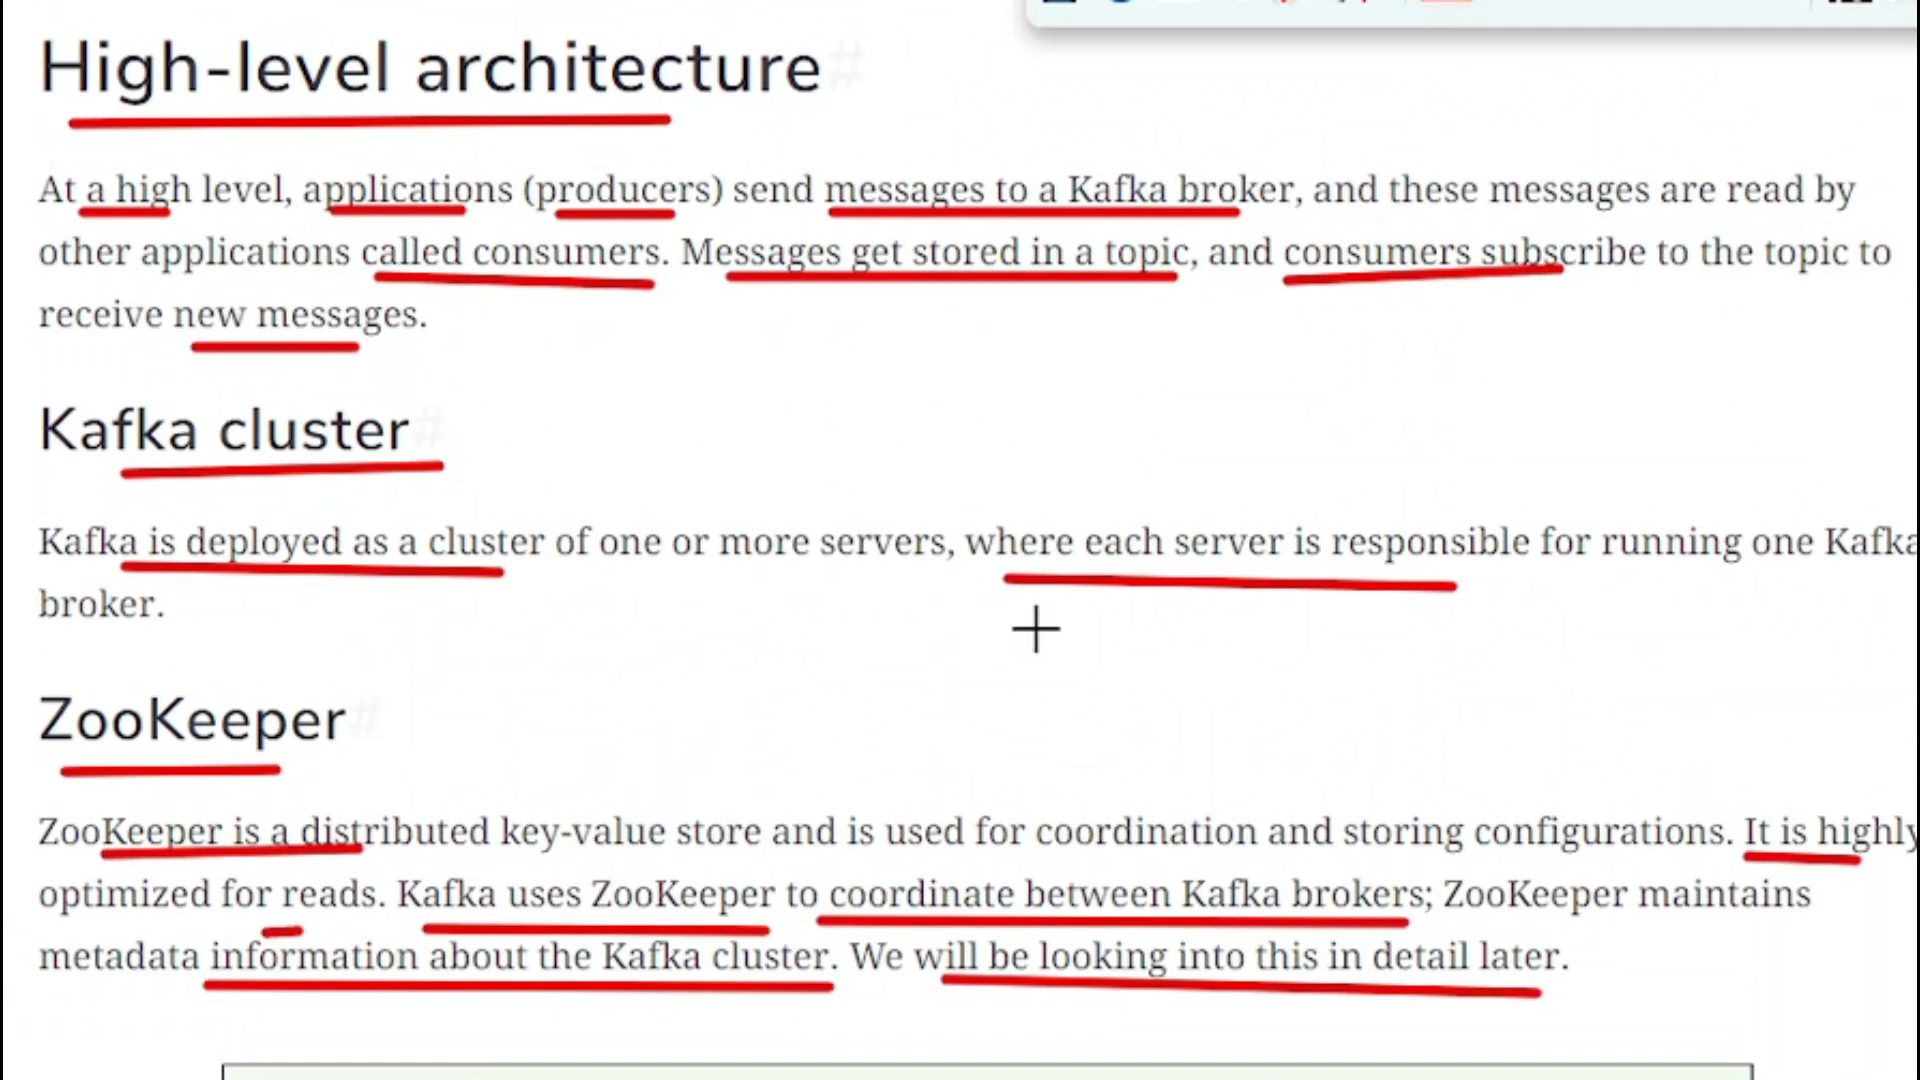 High-level architecture #
At a high level, applications (producers) send messages to a Kafka broker, and these messages are read by
other applications called consumers. Messages get stored in a topic, and consumers subscribe to the topic to
receive new messages.
Kafka cluster #
Kafka is deployed as a cluster of one or more servers, where each server is responsible for running one Kafka
broker.
ZooKeeper #
ZooKeeper is a distributed key-value store and is used for coordination and storing configurations. It is highly
optimized for reads. Kafka uses ZooKeeper to coordinate between Kafka brokers; ZooKeeper maintains
metadata information about the Kafka cluster. We will be looking into this in detail later.